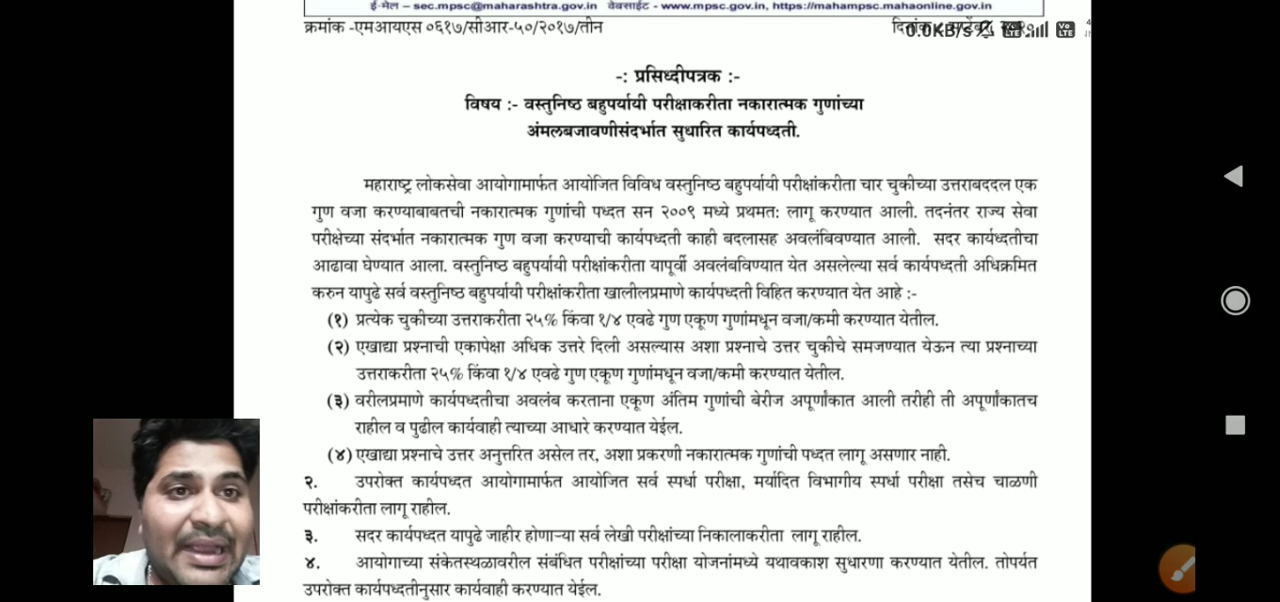 ई-मेल – sec.mpsc@maharashtra.gov.in वेबसाईट - www.mpsc.gov.in, https://mahampsc.mahaonline.gov.in
क्रमांक -एमआयएस ०६१७/सीआर-५०/२०१७/तीन
0.0KB/s
-: प्रसिध्दीपत्रक :-
विषय :- वस्तुनिष्ठ बहुपर्यायी परीक्षाकरीता नकारात्मक गुणांच्या
अंमलबजावणीसंदर्भात सुधारित कार्यपध्दती.
महाराष्ट्र लोकसेवा आयोगामार्फत आयोजित विविध वस्तुनिष्ठ बहुपर्यायी परीक्षांकरीता चार चुकीच्या उत्तराबददल एक
गुण वजा करण्याबाबतची नकारात्मक गुणांची पध्दत सन २००९ मध्ये प्रथमत: लागू करण्यात आली. तदनंतर राज्य सेवा
परीक्षेच्या संदर्भात नकारात्मक गुण वजा करण्याची कार्यपध्दती काही बदलासह अवलंबिवण्यात आली. सदर कार्यध्दतीचा
आढावा घेण्यात आला. वस्तुनिष्ठ बहुपर्यायी परीक्षांकरीता यापूर्वी अवलंबविण्यात येत असलेल्या सर्व कार्यपध्दती अधिक्रमित
करुन यापुढे सर्व वस्तुनिष्ठ बहुपर्यायी परीक्षांकरीता खालीलप्रमाणे कार्यपध्दती विहित करण्यात येत आहे :-
(१) प्रत्येक चुकीच्या उत्तराकरीता २५% किंवा १/४ एवढे गुण एकूण गुणांमधून वजा/कमी करण्यात येतील.
(२) एखाद्या प्रश्नाची एकापेक्षा अधिक उत्तरे दिली असल्यास अशा प्रश्नाचे उत्तर चुकीचे समजण्यात येऊन त्या प्रश्नाच्या
उत्तराकरीता २५% किंवा १/४ एवढे गुण एकूण गुणांमधून वजा/कमी करण्यात येतील.
(३) वरीलप्रमाणे कार्यपध्दतीचा अवलंब करताना एकूण अंतिम गुणांची बेरीज अपूर्णांकात आली तरीही ती अपूर्णांकातच
राहील व पुढील कार्यवाही त्याच्या आधारे करण्यात येईल.
(४) एखाद्या प्रश्नाचे उत्तर अनुत्तरित असेल तर, अशा प्रकरणी नकारात्मक गुणांची पध्दत लागू असणार नाही.
२. उपरोक्त कार्यपध्दत आयोगामार्फत आयोजित सर्व स्पर्धा परीक्षा, मर्यादित विभागीय स्पर्धा परीक्षा तसेच चाळणी
परीक्षांकरीता लागू राहील.
३. सदर कार्यपध्दत यापुढे जाहीर होणाऱ्या सर्व लेखी परीक्षांच्या निकालाकरीता लागू राहील.
४. आयोगाच्या संकेतस्थळावरील संबंधित परीक्षांच्या परीक्षा योजनांमध्ये यथावकाश सुधारणा करण्यात येतील. तोपर्यत
उपरोक्त कार्यपध्दतीनुसार कार्यवाही करण्यात येईल.